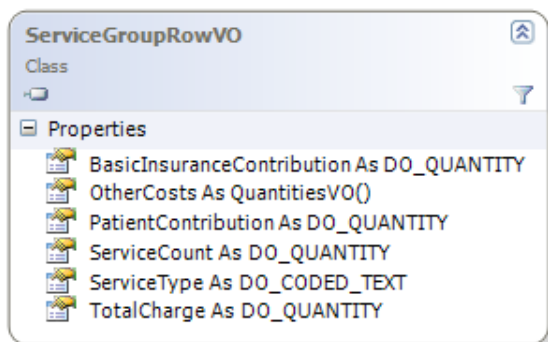 ServiceGroupRowVO
Class
Properties
BasicInsuranceContribution As DO_QUANTITY
OtherCosts As QuantitiesVO()
PatientContribution As DO_QUANTITY
ServiceCount As DO_QUANTITY
ServiceType As DO_CODED_TEXT
TotalCharge As DO_QUANTITY